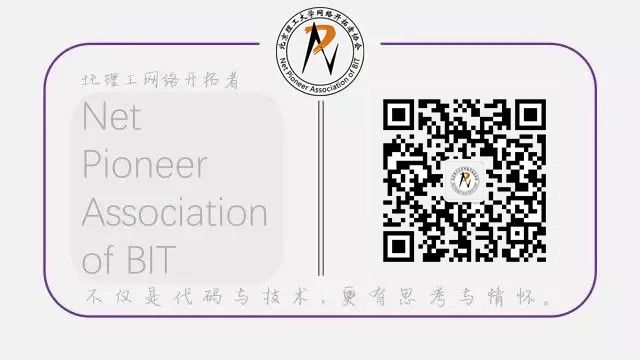 北京理工大学网络开拓者协会
Net Pioneer Association of BIT
北理工网络开拓者
Net
Pioneer
Association
of BIT
不仅是代码与技术，更有思考与情怀。